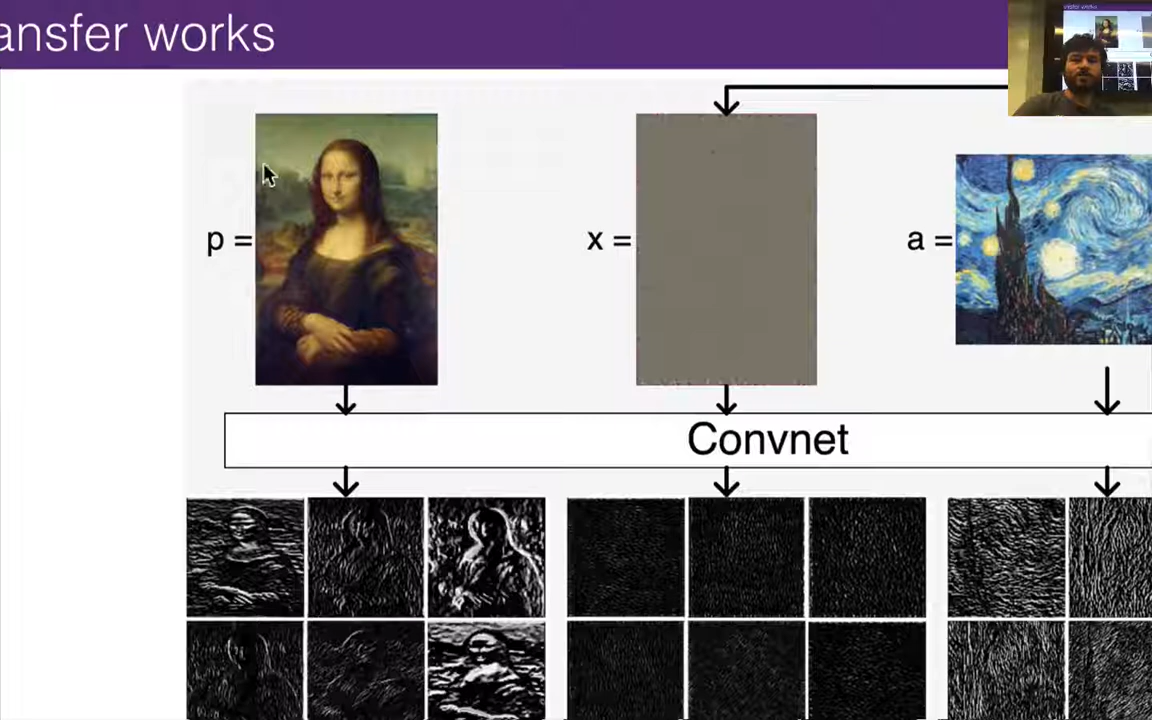 ansfer works
p =
x =
a =
Convnet